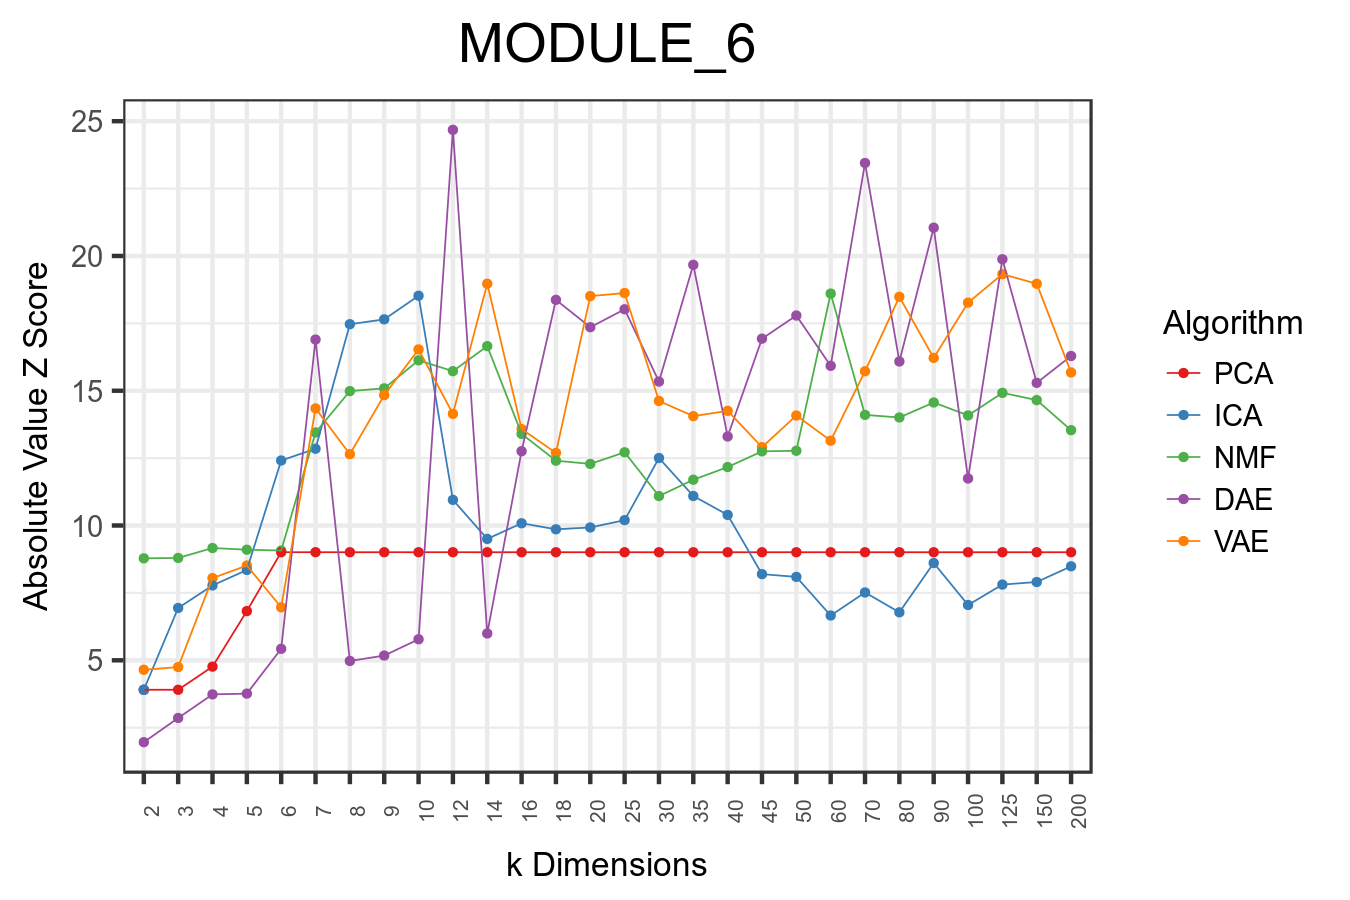 MODULE_6
Absolute Value Z Score
25
20
15
10
5
2 3 4 5 6 7 8 9 10 12 14 16 18 20 25 30 35 40 45 50 60 70 80 90 100 125 150 200
k Dimensions
Algorithm
PCA
ICA
NMF
DAE
VAE